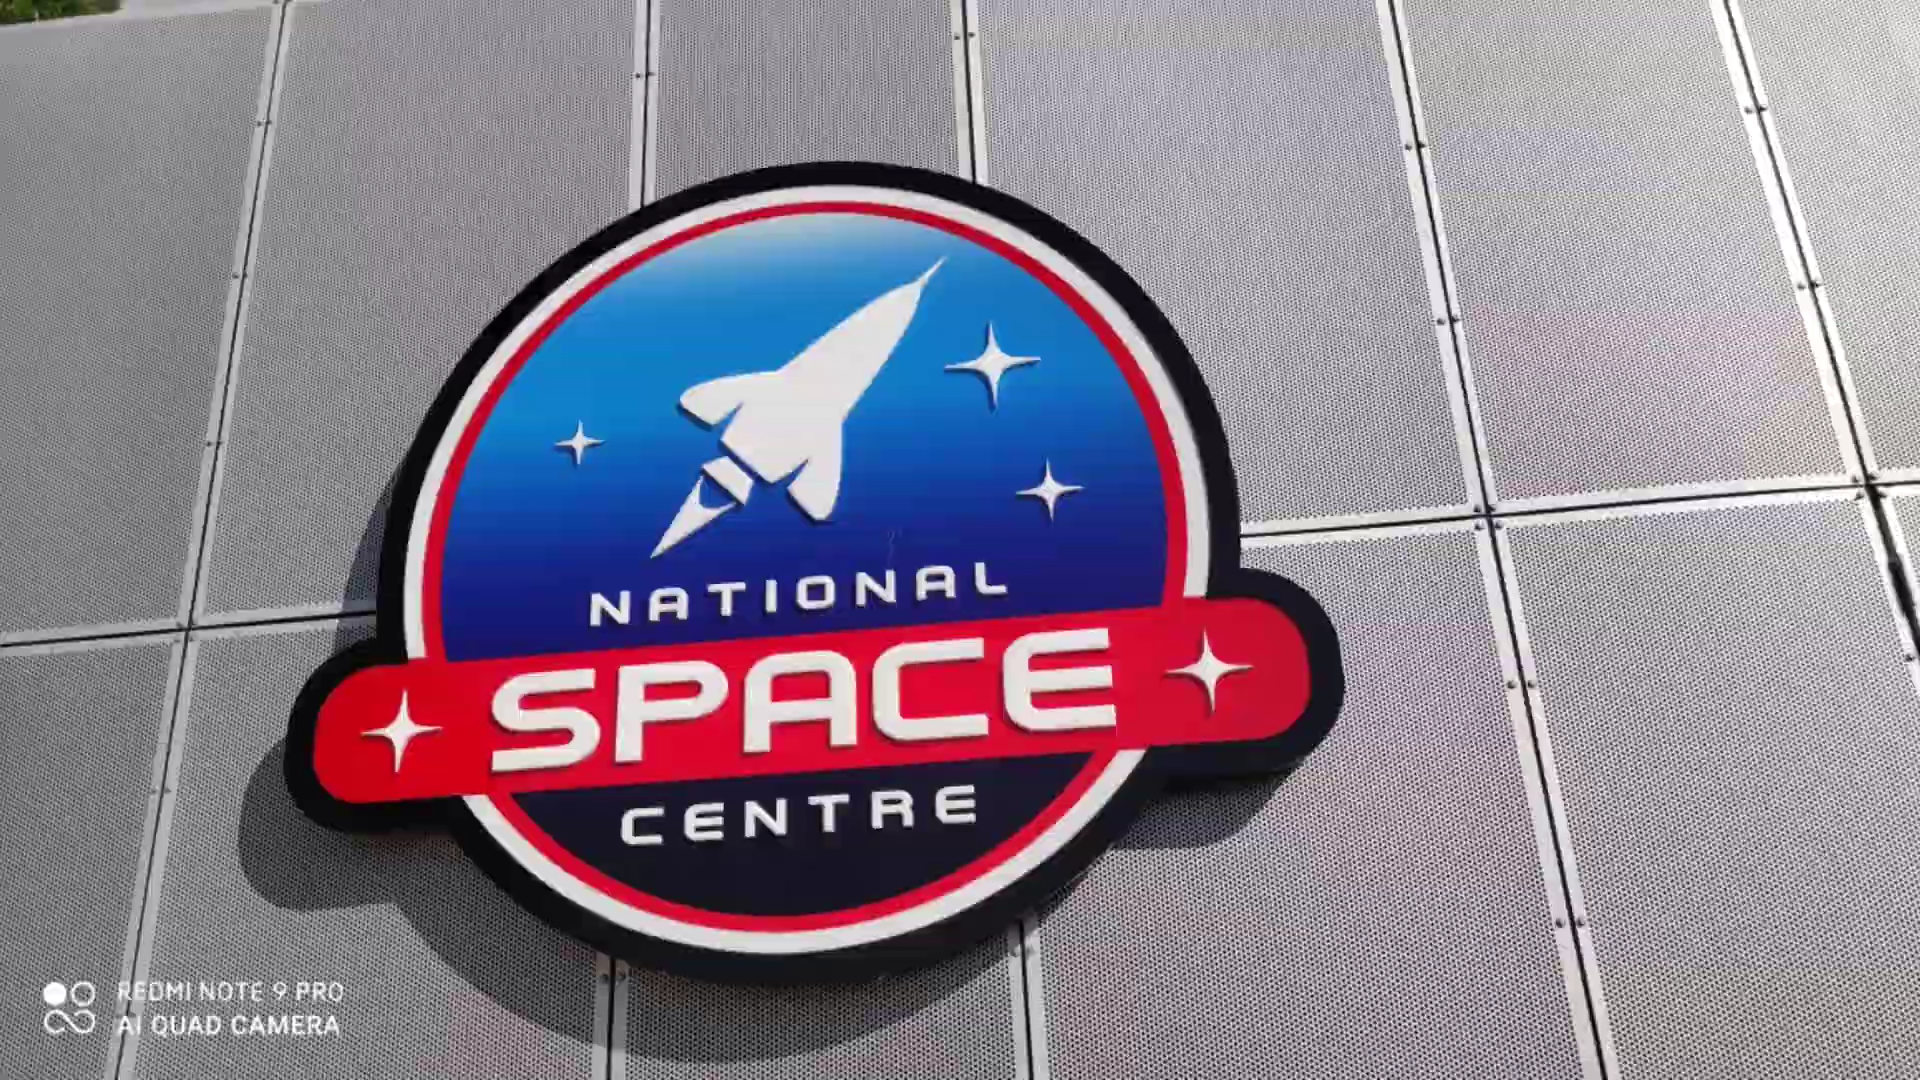 NATIONAL
SPACE
CENTRE
REDMI NOTE 9 PRO
AI QUAD CAMERA